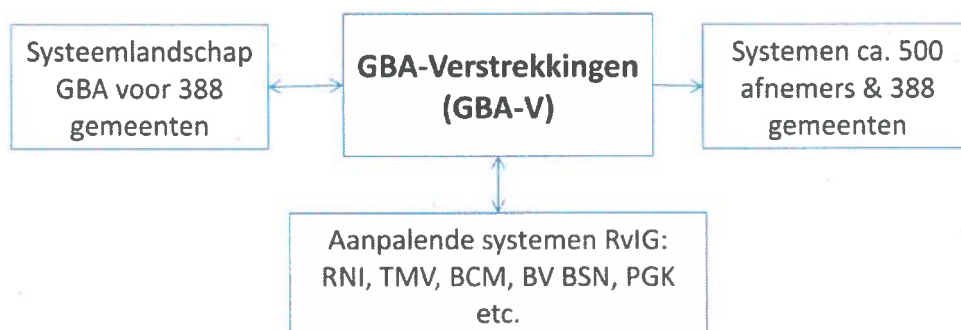 Systeemlandschap
GBA voor 388
gemeenten
GBA-Verstrekkingen
(GBA-V)
Systemen ca. 500
afnemers & 388
gemeenten
Aanpalende systemen RvIG:
RNI, TMV, BCM, BV BSN, PGK
etc.